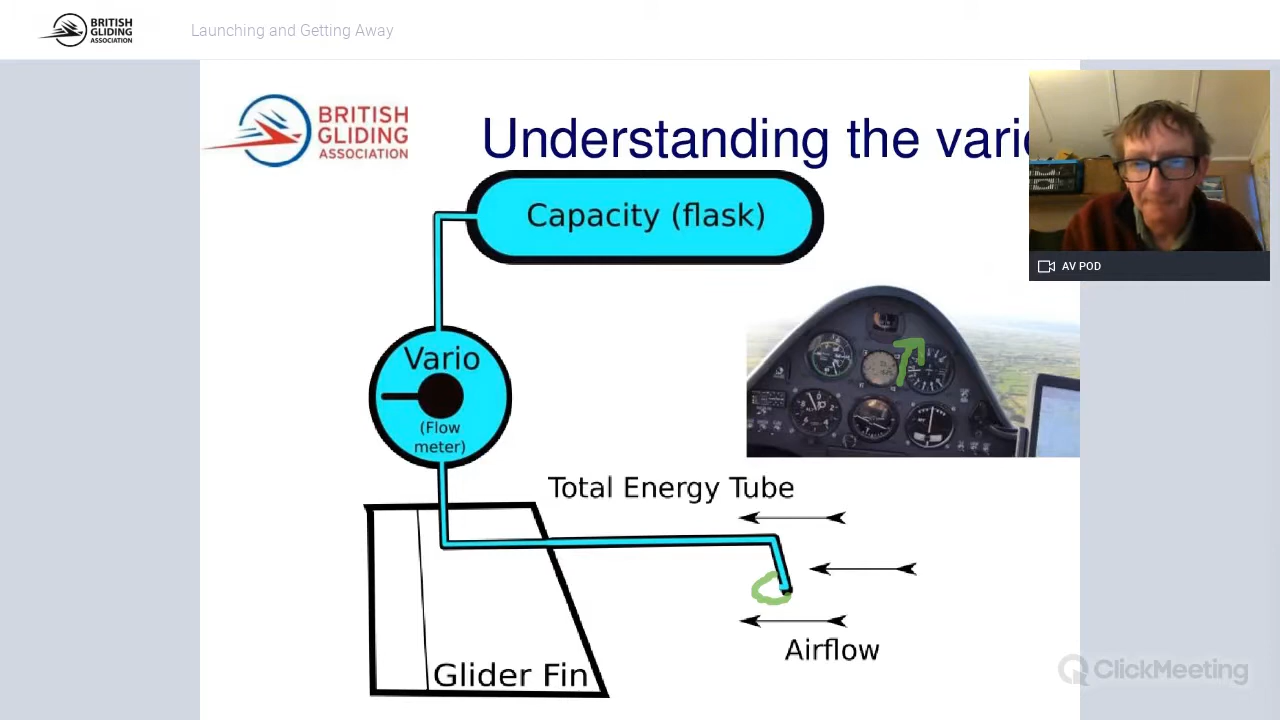 BRITISH
GLIDING
ASSOCIATION
Launching and Getting Away
BRITISH
GLIDING
ASSOCIATION
Understanding the vario
Capacity (flask)
AV POD
Vario
(Flow
meter)
Total Energy Tube
Airflow
Glider Fin
ClickMeeting